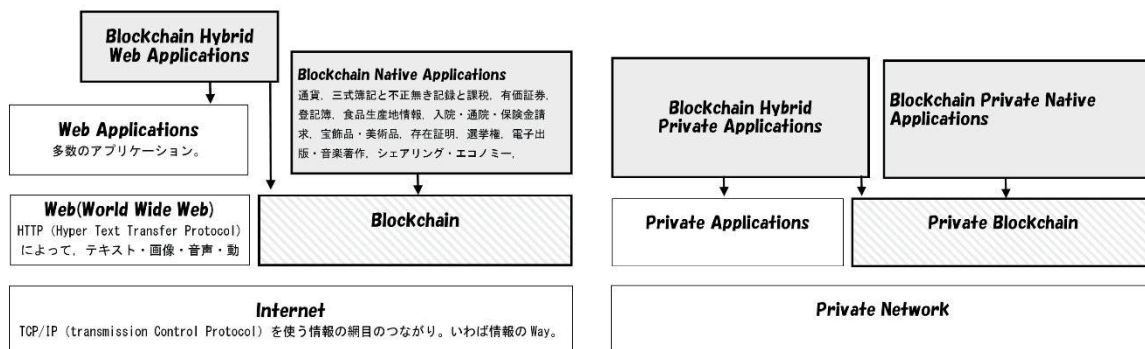 Blockchain Hybrid
Web Applications
Blockchain Native Applications
通貨, 三式簿記と不正無き記録と課税, 有価証券,
登記簿, 食品生産地情報, 入院・通院・保険金請
求, 宝飾品・美術品, 存在証明, 選挙権, 電子出
版・音楽著作, シェアリング・エコノミー,
Web Applications
多数のアプリケーション。
Web(World Wide Web)
HTTP (Hyper Text Transfer Protocol)
によって, テキスト・画像・音声・動
Blockchain
Internet
TCP/IP (transmission Control Protocol) を使う情報の網目のつながり。いわば情報の Way。
Blockchain Hybrid
Private Applications
Blockchain Private Native
Applications
Private Applications
Private Blockchain
Private Network